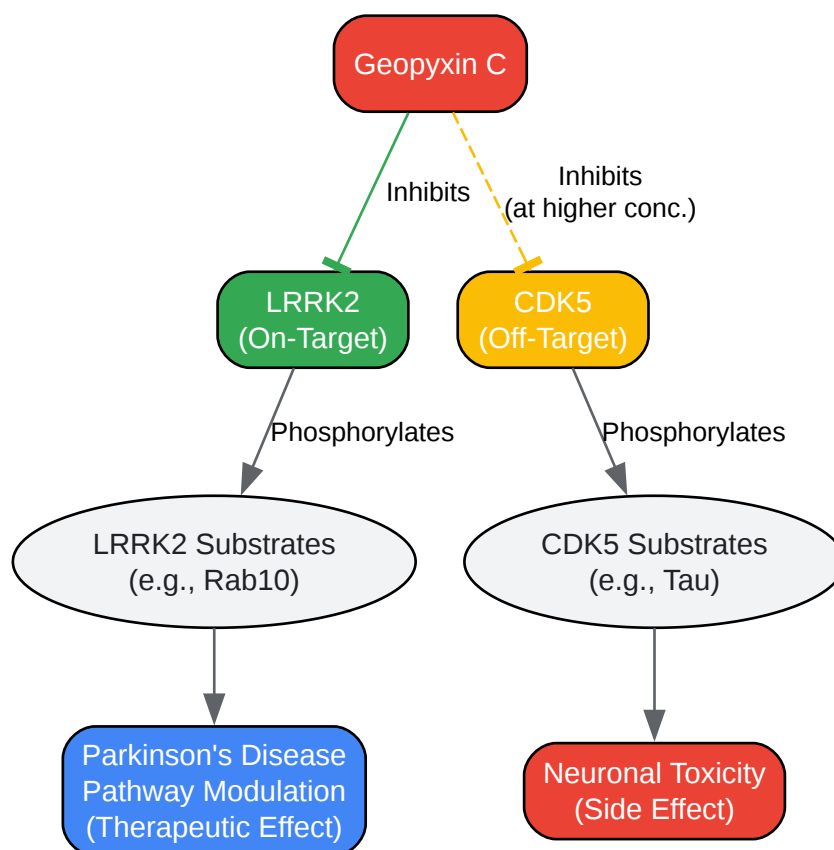 Geopyxin C
Inhibits
Inhibits
(at higher conc.)
LRRK2
(On-Target)
CDK5
(Off-Target)
Phosphorylates
Phosphorylates
LRRK2 Substrates
(e.g., Rab10)
CDK5 Substrates
(e.g., Tau)
Parkinson's Disease
Pathway Modulation
(Therapeutic Effect)
Neuronal Toxicity
(Side Effect)